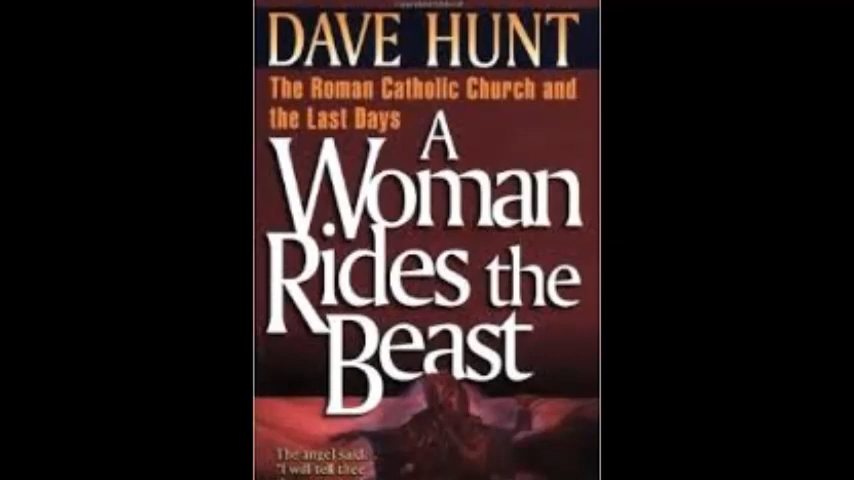 DAVE HUNT
The Roman Catholic Church and
the Last Days
A
WOMAN
RIDES the
BEAST
The angel said...
"I will tell thee